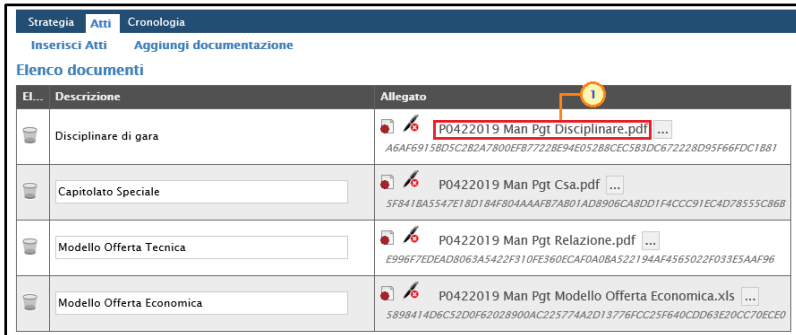 Strategia Atti Cronologia
Inserisci Atti Aggiungi documentazione
Elenco documenti
El... Descrizione Allegato
1
Disciplinare di gara P0422019 Man Pgt Disciplinare.pdf ...
A6AF6915BD5C2B2A7800EFB7722BE94E052B8CEC5B3DC672228D95F66FDC1B81
Capitolato Speciale P0422019 Man Pgt Csa.pdf ...
5F841BA5547E18D184F804AAAFB7AB01AD8906CA8DD1F4CCC91EC4D78555C86B
Modello Offerta Tecnica P0422019 Man Pgt Relazione.pdf ...
E996F7EDEAD8063A5422F310FE360ECAF0A0BA522194AF4565022F033E5AAF96
Modello Offerta Economica P0422019 Man Pgt Modello Offerta Economica.xls ...
5898414D6C52D0F62028900AC225774A2D13776FCC25F640CDD63E20CC70ECE0